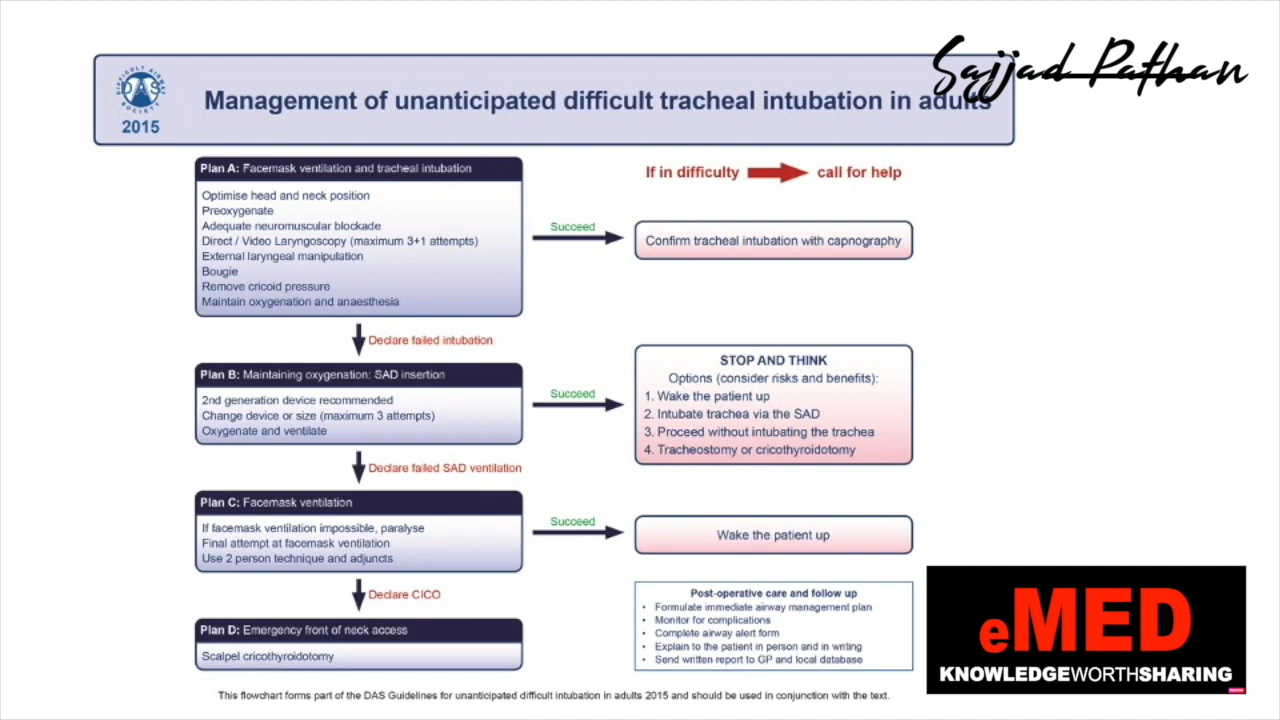 Sajjad Pathan
DIFFICULT AIRWAY SOCIETY
DAS
2015
Management of unanticipated difficult tracheal intubation in adults
Plan A: Facemask ventilation and tracheal intubation
Optimise head and neck position
Preoxygenate
Adequate neuromuscular blockade
Direct / Video Laryngoscopy (maximum 3+1 attempts)
External laryngeal manipulation
Bougie
Remove cricoid pressure
Maintain oxygenation and anaesthesia
If in difficulty call for help
Succeed
Confirm tracheal intubation with capnography
Declare failed intubation
Plan B: Maintaining oxygenation: SAD insertion
2nd generation device recommended
Change device or size (maximum 3 attempts)
Oxygenate and ventilate
Succeed
STOP AND THINK
Options (consider risks and benefits):
1. Wake the patient up
2. Intubate trachea via the SAD
3. Proceed without intubating the trachea
4. Tracheostomy or cricothyroidotomy
Declare failed SAD ventilation
Plan C: Facemask ventilation
If facemask ventilation impossible, paralyse
Final attempt at facemask ventilation
Use 2 person technique and adjuncts
Succeed
Wake the patient up
Declare CICO
Plan D: Emergency front of neck access
Scalpel cricothyroidotomy
Post-operative care and follow up
• Formulate immediate airway management plan
• Monitor for complications
• Complete airway alert form
• Explain to the patient in person and in writing
• Send written report to GP and local database
This flowchart forms part of the DAS Guidelines for unanticipated difficult intubation in adults 2015 and should be used in conjunction with the text.
eMED
KNOWLEDGEWORTHSHARING